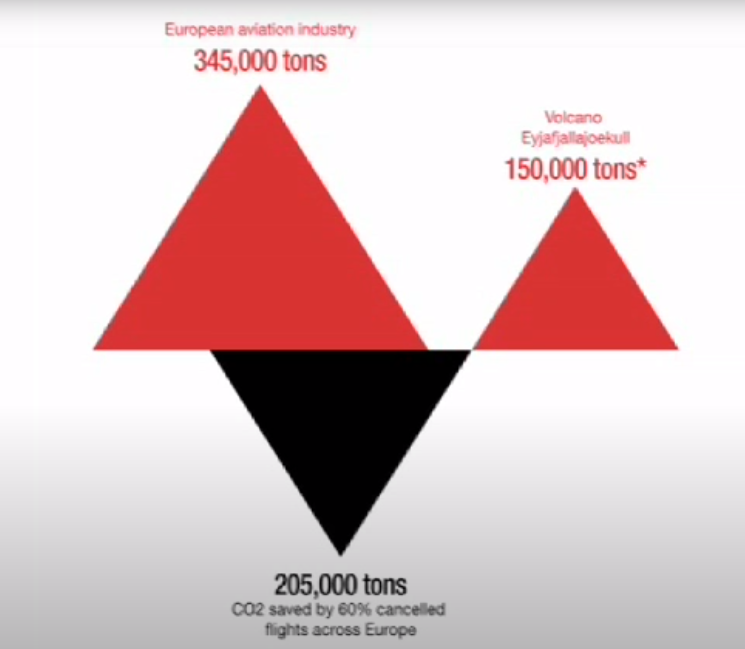 European aviation industry
345,000 tons
Volcano
Eyjafjallajoekull
150,000 tons*
205,000 tons
CO2 saved by 60% cancelled
flights across Europe